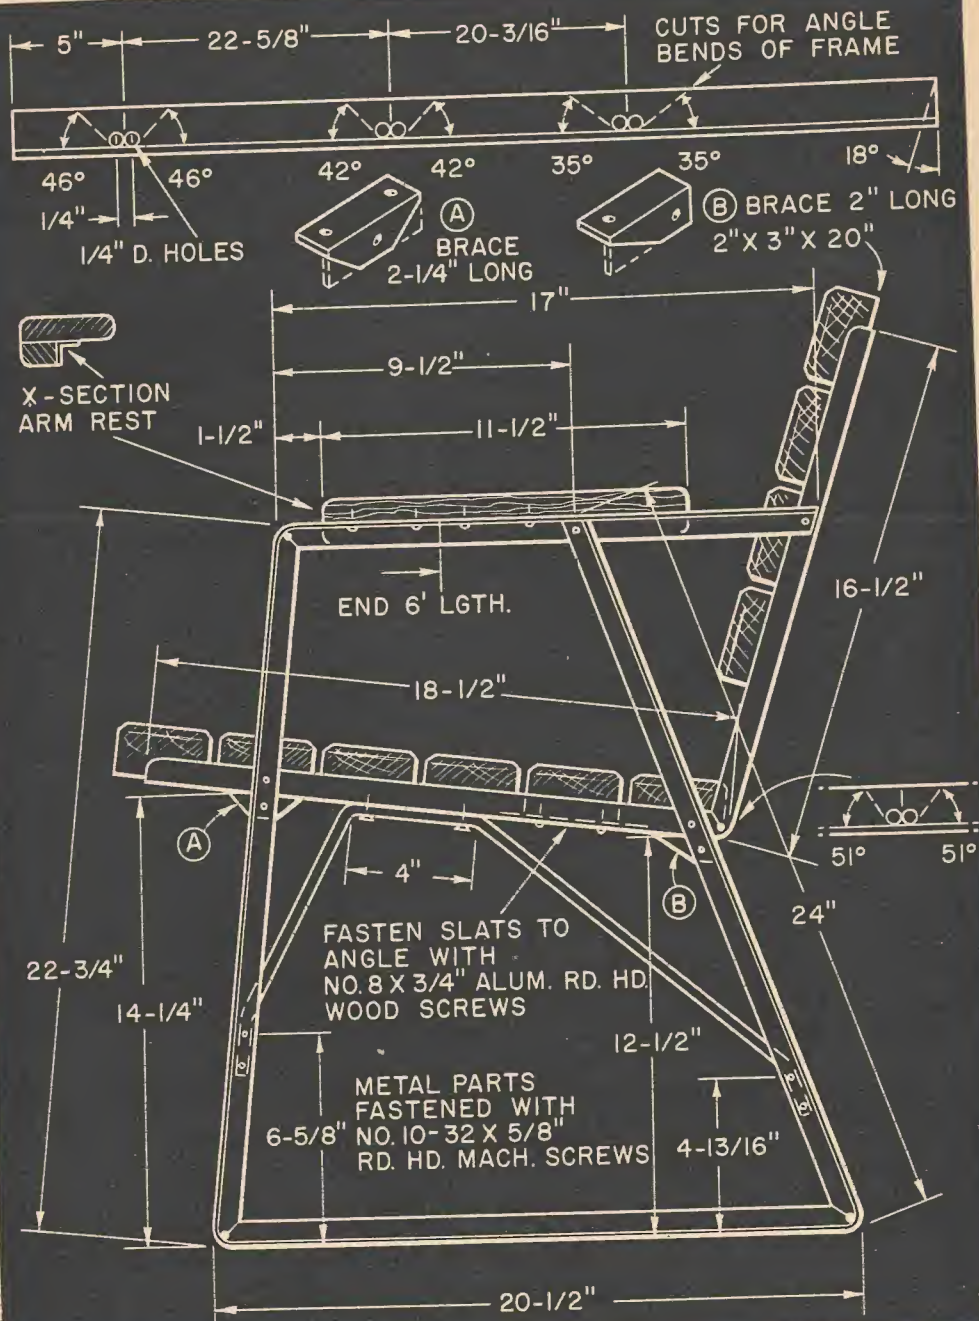 5"
22-5/8"
20-3/16"
CUTS FOR ANGLE
BENDS OF FRAME
46°
46°
42°
42°
35°
35°
18°
1/4"
1/4" D. HOLES
A
BRACE
2-1/4" LONG
B BRACE 2" LONG
2" X 3" X 20"
17"
9-1/2"
X-SECTION
ARM REST
1-1/2"
11-1/2"
END 6' LGTH.
16-1/2"
18-1/2"
A
4"
B
51°
51°
24"
FASTEN SLATS TO
ANGLE WITH
NO. 8 X 3/4" ALUM. RD. HD.
WOOD SCREWS
22-3/4"
14-1/4"
12-1/2"
METAL PARTS
FASTENED WITH
NO. 10-32 X 5/8"
RD. HD. MACH. SCREWS
6-5/8"
4-13/16"
20-1/2"